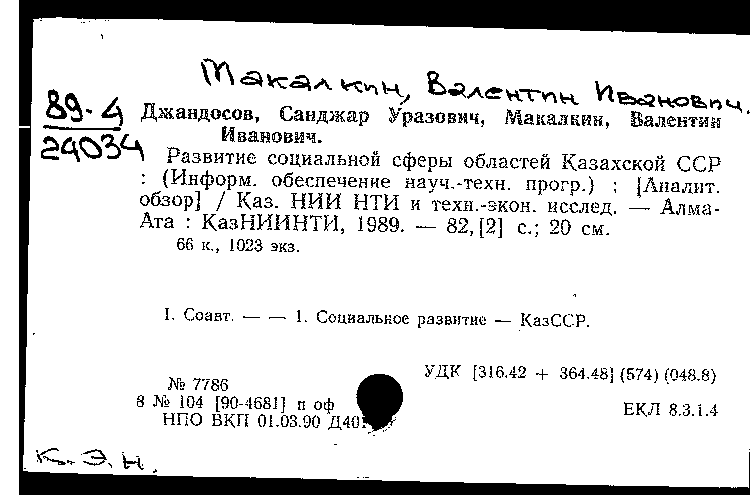 Макалкин, Валентин Иванович.
89-4
24034
Джандосов, Санджар Уразович, Макалкин, Валентин
Иванович.
Развитие социальной сферы областей Казахской ССР
: (Информ. обеспечение науч.-техн. прогр.) : [Аналит.
обзор] / Каз. НИИ НТИ и техн.-экон. исслед. — Алма-
Ата : КазНИИНТИ, 1989. — 82, [2] с.; 20 см.
66 к., 1023 экз.
I. Соавт. — — 1. Социальное развитие — КазССР.
УДК [316.42 + 364.48] (574) (048.8)
№ 7786
8 № 104 [90-4681] п оф
ЕКЛ 8.3.1.4
НПО ВКП 01.03.90
К.Э.Н.